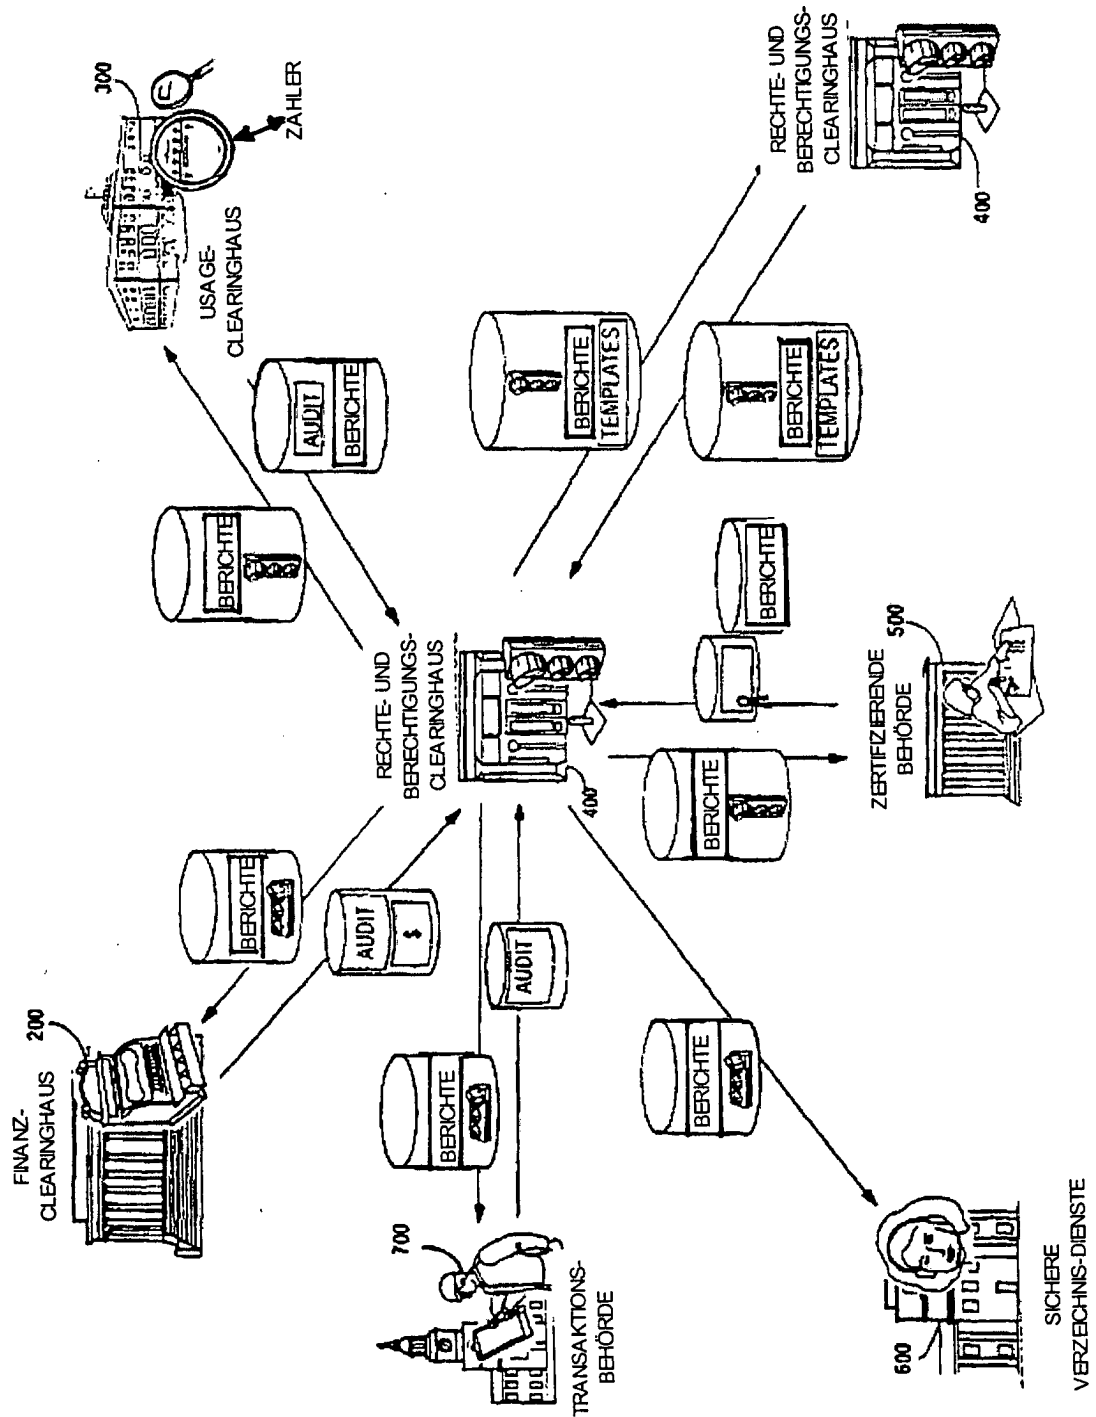 FINANZ-
CLEARINGHAUS
200
BERICHTE
AUDIT
$
USAGE-
CLEARINGHAUS
300
ZÄHLER
BERICHTE
AUDIT
BERICHTE
TRANSAKTIONS-
BEHÖRDE
700
BERICHTE
AUDIT
RECHTE- UND
BERECHTIGUNGS-
CLEARINGHAUS
400
BERICHTE
TEMPLATES
BERICHTE
TEMPLATES
RECHTE- UND
BERECHTIGUNGS-
CLEARINGHAUS
400
BERICHTE
SICHERE
VERZEICHNIS-DIENSTE
600
BERICHTE
BERICHTE
ZERTIFIZIERENDE
BEHÖRDE
500